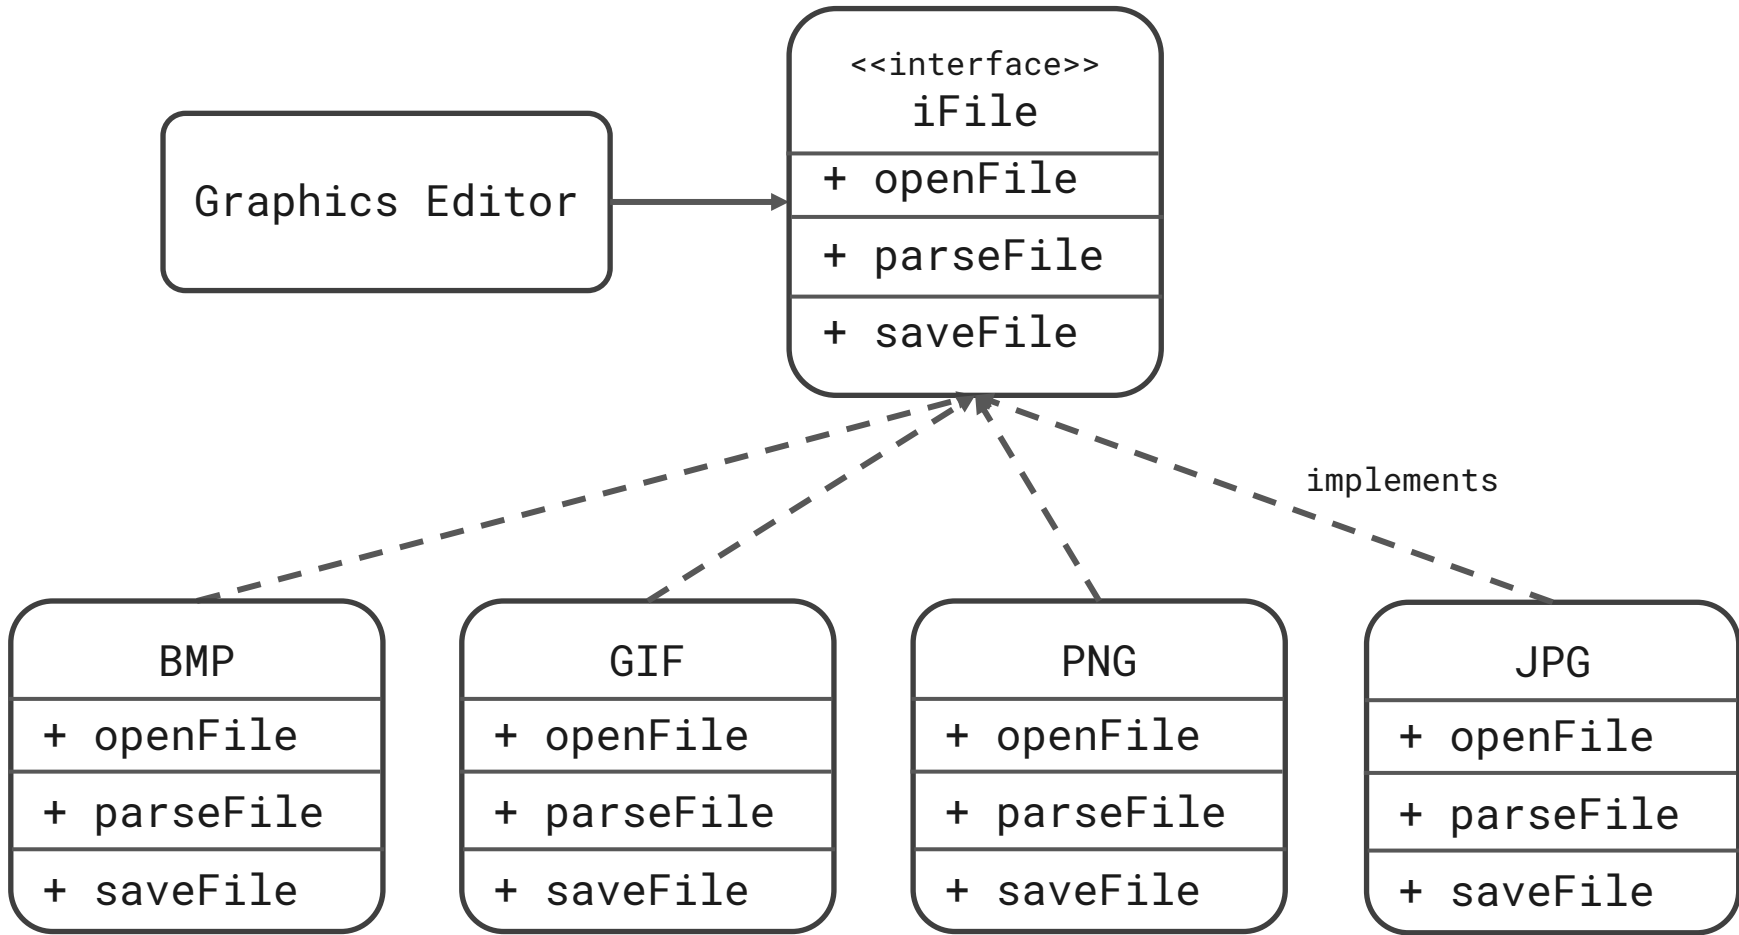 <<interface>>
iFile
Graphics Editor
+ openFile
+ parseFile
+ saveFile
implements
BMP
+ openFile
+ parseFile
+ saveFile
GIF
+ openFile
+ parseFile
+ saveFile
PNG
+ openFile
+ parseFile
+ saveFile
JPG
+ openFile
+ parseFile
+ saveFile